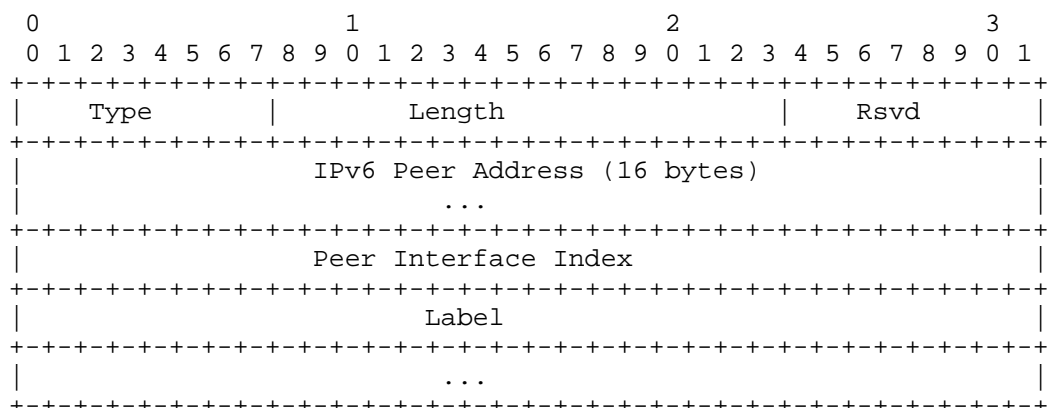 0                   1                   2                   3
 0 1 2 3 4 5 6 7 8 9 0 1 2 3 4 5 6 7 8 9 0 1 2 3 4 5 6 7 8 9 0 1
+-+-+-+-+-+-+-+-+-+-+-+-+-+-+-+-+-+-+-+-+-+-+-+-+-+-+-+-+-+-+-+-+
|    Type       |        Length                 |    Rsvd       |
+-+-+-+-+-+-+-+-+-+-+-+-+-+-+-+-+-+-+-+-+-+-+-+-+-+-+-+-+-+-+-+-+
|                  IPv6 Peer Address (16 bytes)                 |
|                          ...                                  |
+-+-+-+-+-+-+-+-+-+-+-+-+-+-+-+-+-+-+-+-+-+-+-+-+-+-+-+-+-+-+-+-+
|                  Peer Interface Index                         |
+-+-+-+-+-+-+-+-+-+-+-+-+-+-+-+-+-+-+-+-+-+-+-+-+-+-+-+-+-+-+-+-+
|                         Label                                 |
+-+-+-+-+-+-+-+-+-+-+-+-+-+-+-+-+-+-+-+-+-+-+-+-+-+-+-+-+-+-+-+-+
|                          ...                                  |
+-+-+-+-+-+-+-+-+-+-+-+-+-+-+-+-+-+-+-+-+-+-+-+-+-+-+-+-+-+-+-+-+